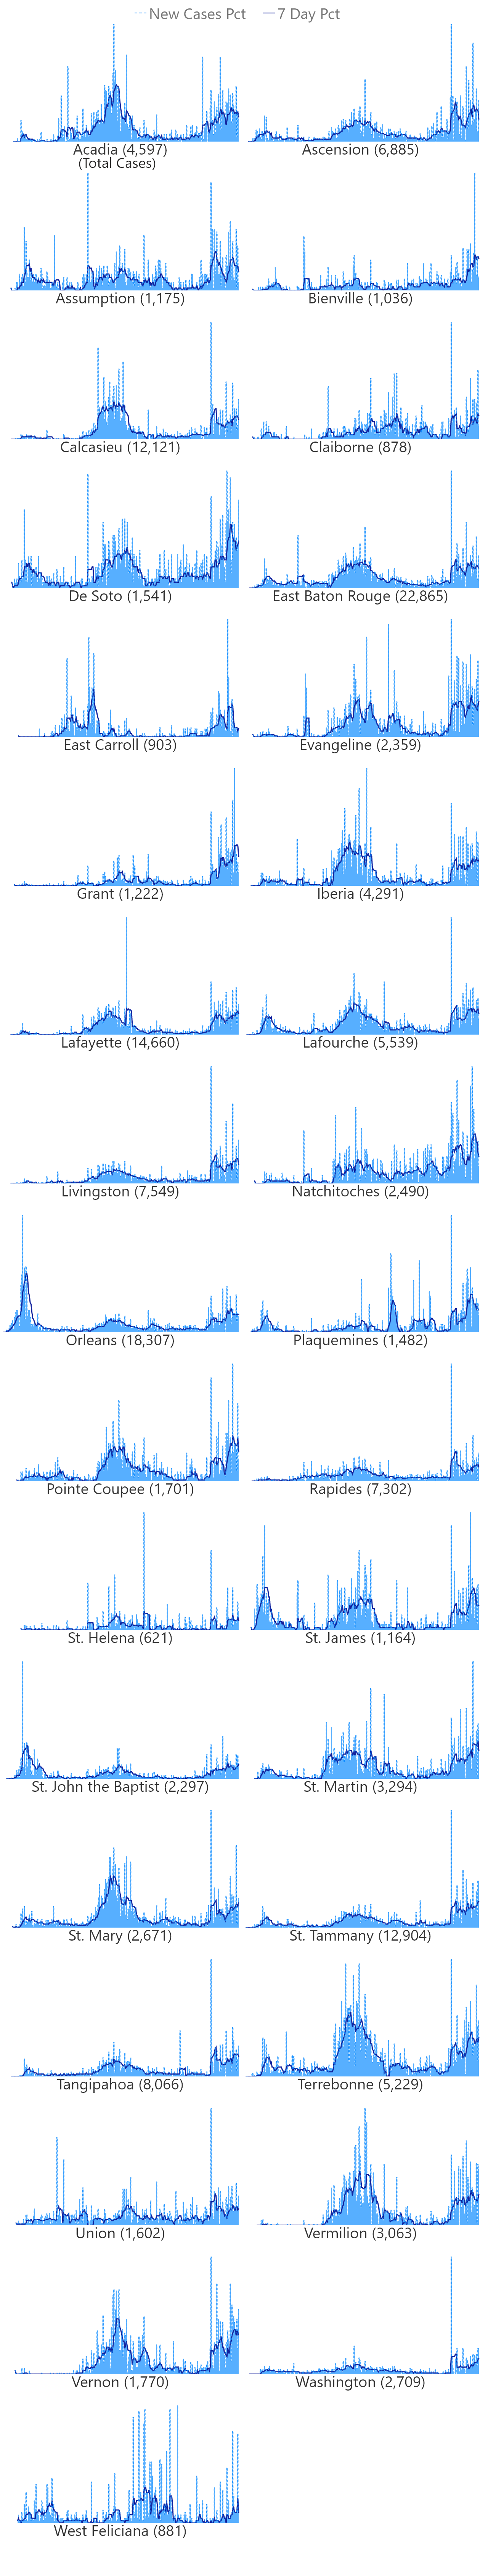 New Cases Pct 7 Day Pct
Acadia (4,597) Ascension (6,885)
(Total Cases)
Assumption (1,175) Bienville (1,036)
Calcasieu (12,121) Claiborne (878)
De Soto (1,541) East Baton Rouge (22,865)
East Carroll (903) Evangeline (2,359)
Grant (1,222) Iberia (4,291)
Lafayette (14,660) Lafourche (5,539)
Livingston (7,549) Natchitoches (2,490)
Orleans (18,307) Plaquemines (1,482)
Pointe Coupee (1,701) Rapides (7,302)
St. Helena (621) St. James (1,164)
St. John the Baptist (2,297) St. Martin (3,294)
St. Mary (2,671) St. Tammany (12,904)
Tangipahoa (8,066) Terrebonne (5,229)
Union (1,602) Vermilion (3,063)
Vernon (1,770) Washington (2,709)
West Feliciana (881)